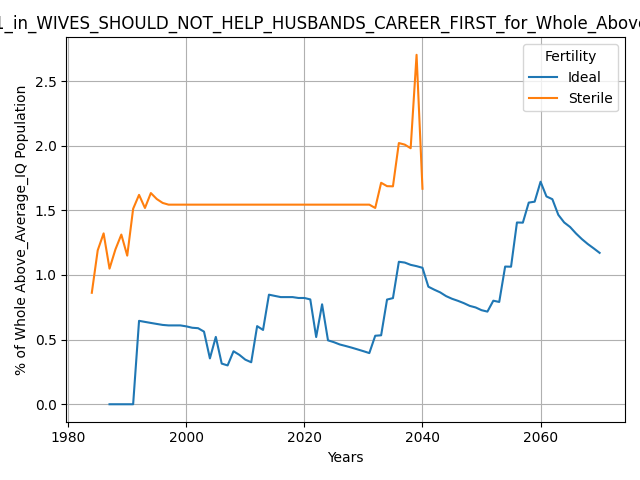 1_in_WIVES_SHOULD_NOT_HELP_HUSBANDS_CAREER_FIRST_for_Whole_Above
Fertility
Ideal
Sterile
% of Whole Above_Average_IQ Population
2.5
2.0
1.5
1.0
0.5
0.0
1980 2000 2020 2040 2060
Years